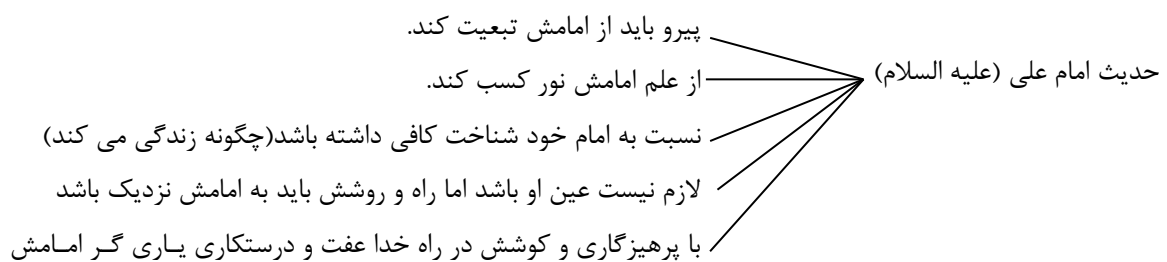 حدیث امام علی (علیه السلام)
پیرو باید از امامش تبعیت کند.
از علم امامش نور کسب کند.
نسبت به امام خود شناخت کافی داشته باشد(چگونه زندگی می کند)
لازم نیست عین او باشد اما راه و روشش باید به امامش نزدیک باشد
با پرهیزگاری و کوشش در راه خدا عفت و درستکاری یـاری گـر امـامش